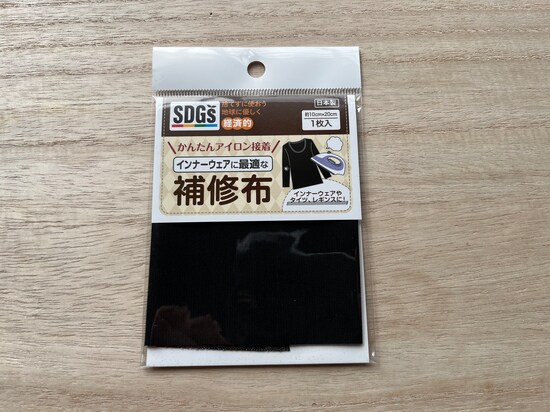 SDGs
捨てずに使おう
地球に優しく
経済的
日本製
約10cm×20cm
1枚入
かんたんアイロン接着
インナーウェアに最適な
補修布
インナーウェアや
タイツ、レギンスに!